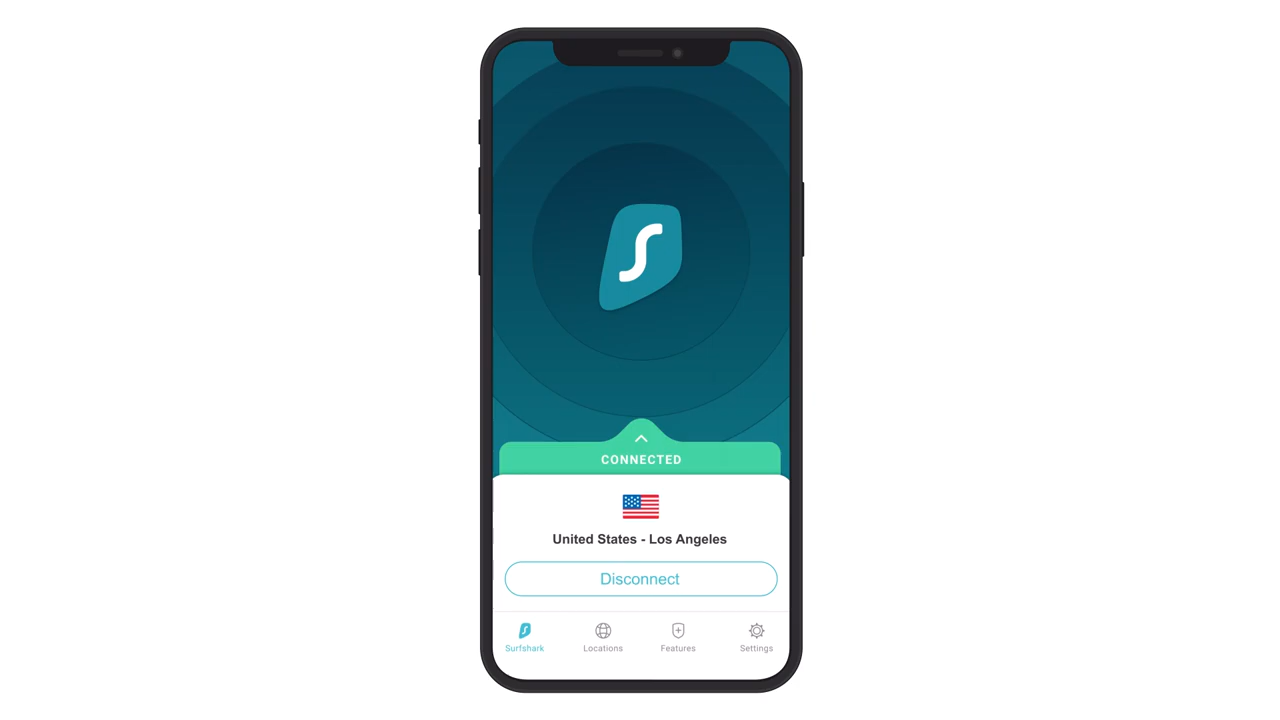 CONNECTED
United States - Los Angeles
Disconnect
Surfshark
Locations
Features
Settings